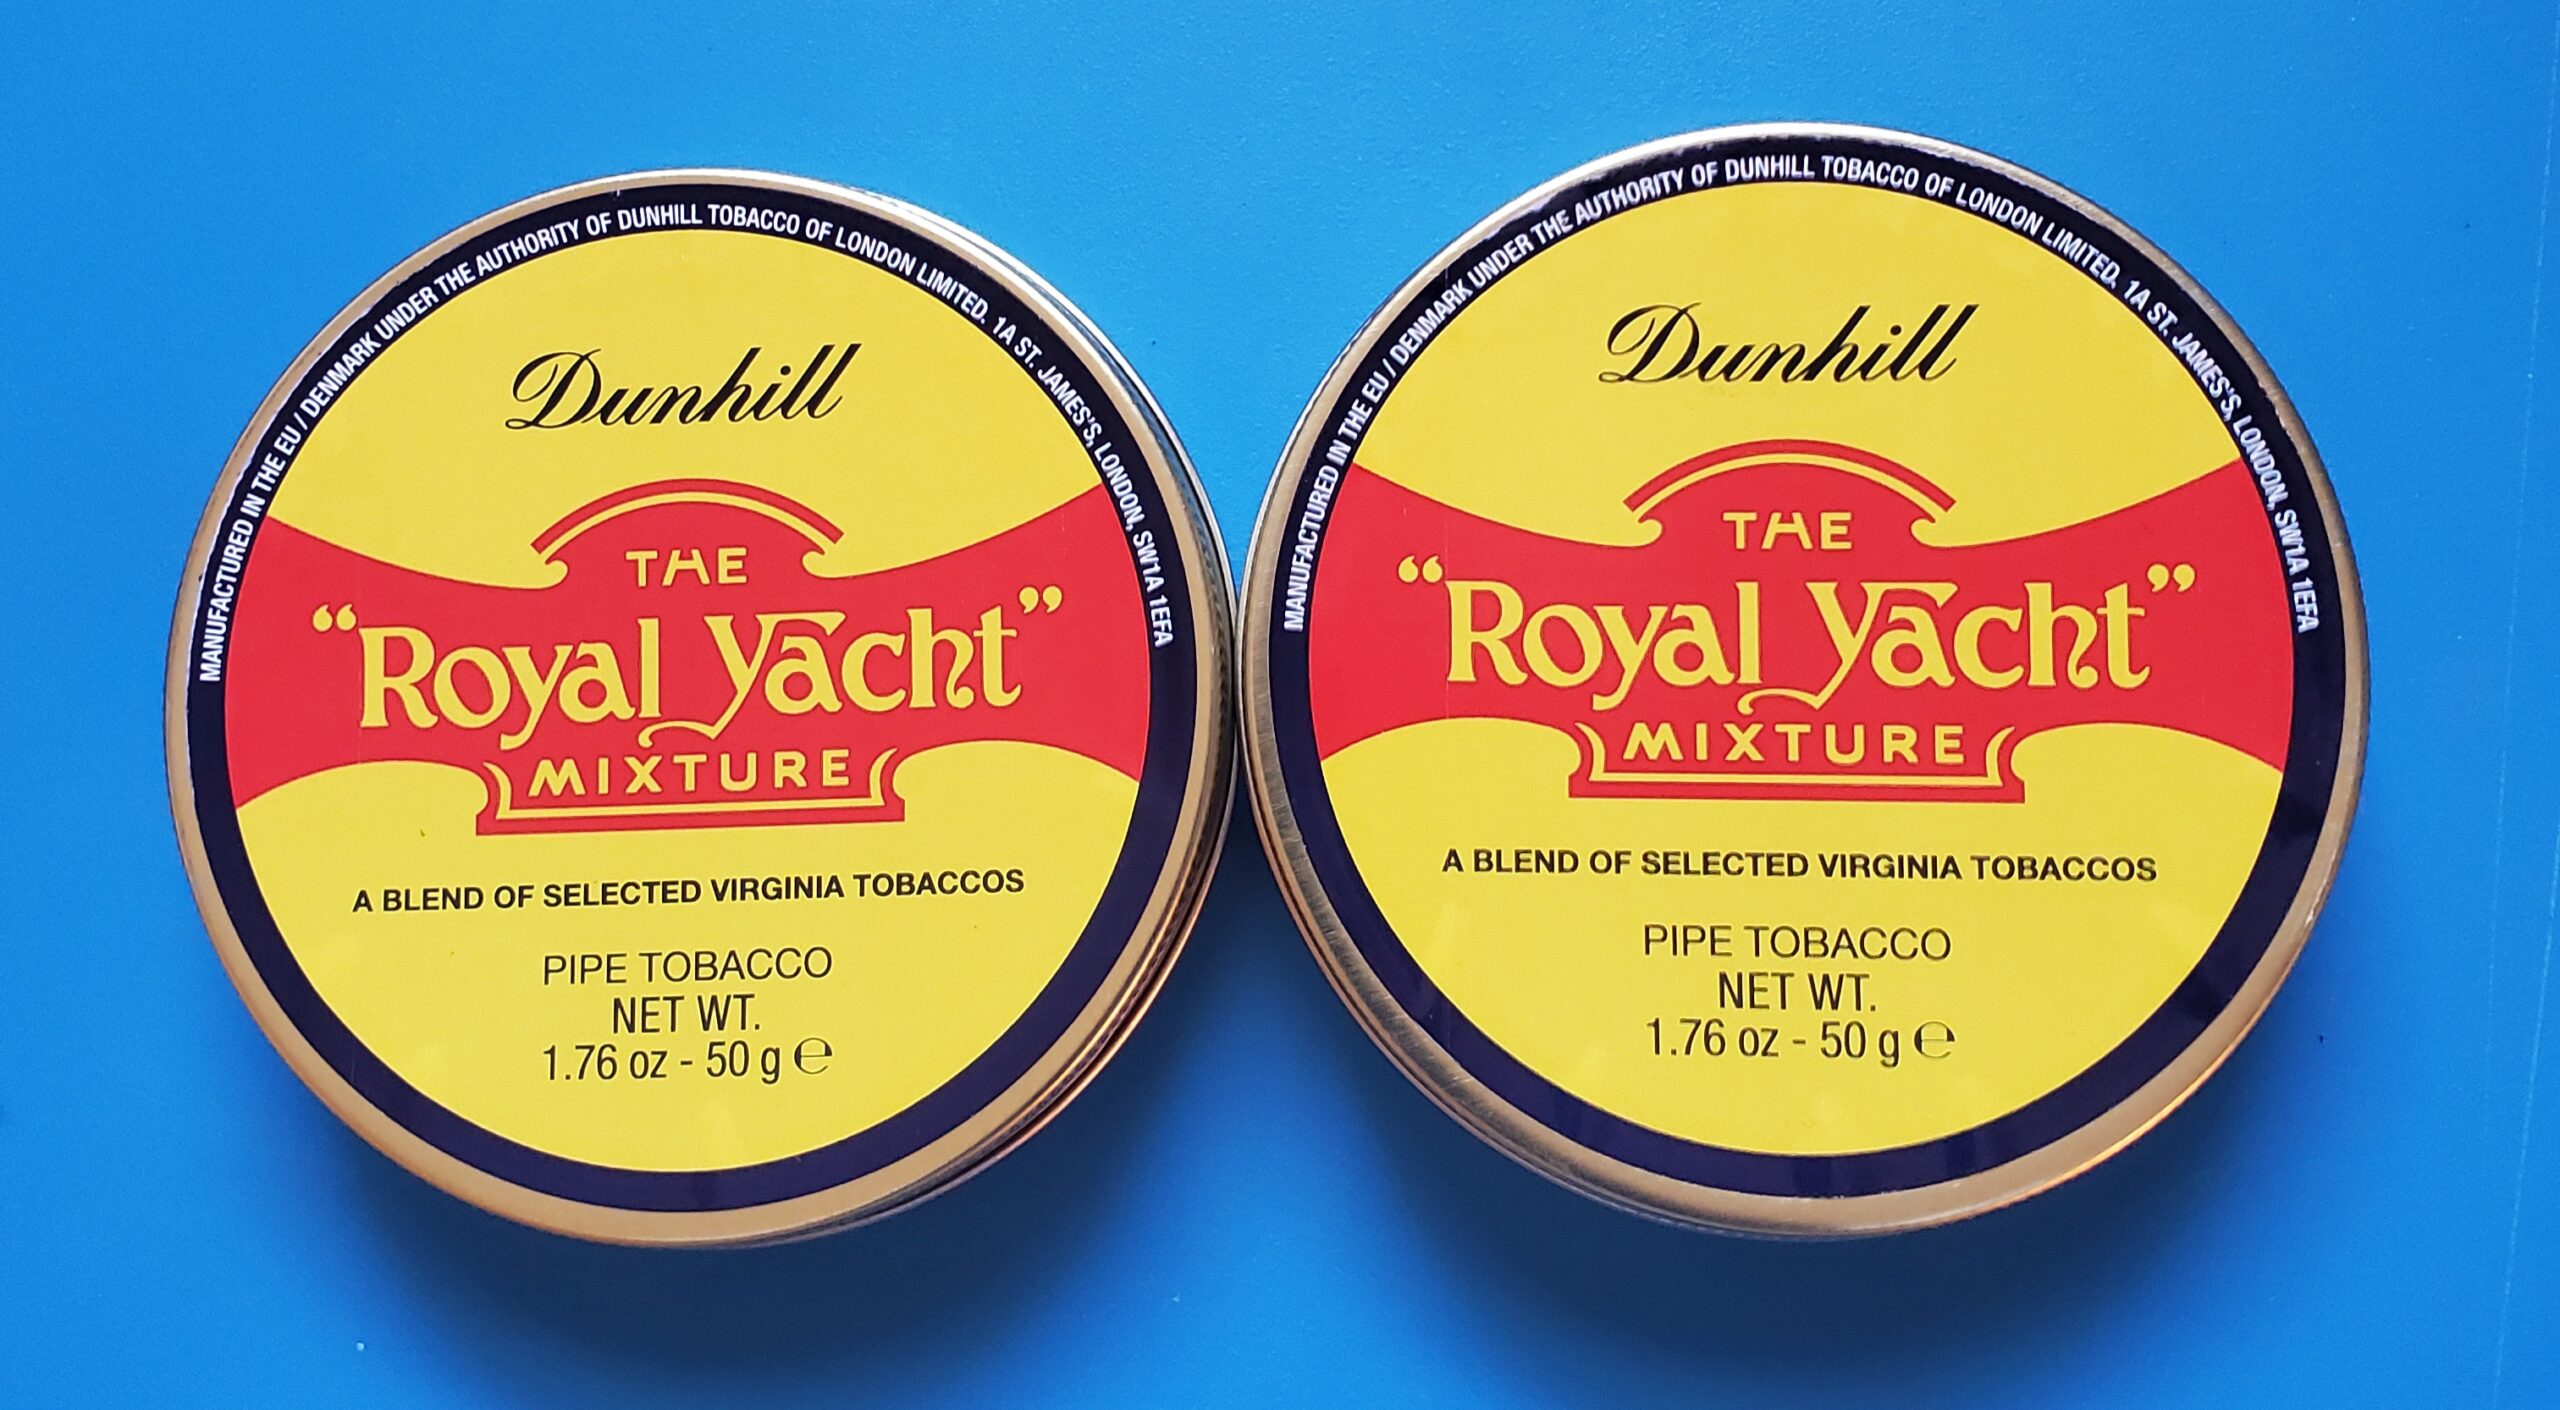 MANUFACTURED IN THE EU / DENMARK UNDER THE AUTHORITY OF DUNHILL TOBACCO OF LONDON LIMITED. 1A ST. JAMES'S, LONDON, SW1A 1EFA
Dunhill
THE
“Royal Yacht”
MIXTURE
A BLEND OF SELECTED VIRGINIA TOBACCOS
PIPE TOBACCO
NET WT.
1.76 oz - 50 g ℮
MANUFACTURED IN THE EU / DENMARK UNDER THE AUTHORITY OF DUNHILL TOBACCO OF LONDON LIMITED. 1A ST. JAMES'S, LONDON, SW1A 1EFA
Dunhill
THE
“Royal Yacht”
MIXTURE
A BLEND OF SELECTED VIRGINIA TOBACCOS
PIPE TOBACCO
NET WT.
1.76 oz - 50 g ℮